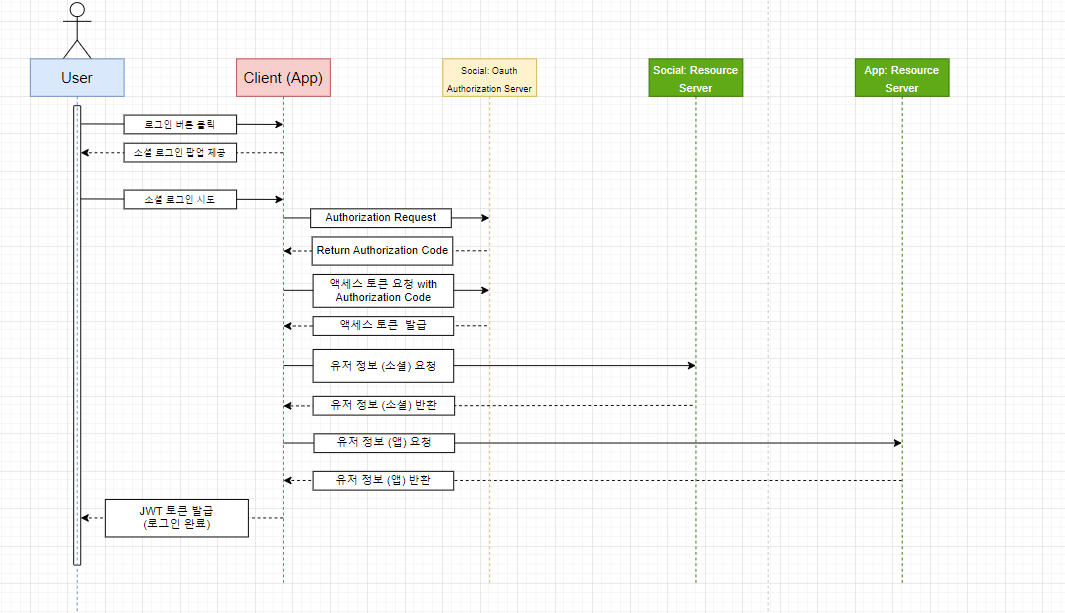 User
Client (App)
Social: Oauth
Authorization Server
Social: Resource
Server
App: Resource
Server
로그인 버튼 클릭
소셜 로그인 팝업 제공
소셜 로그인 시도
Authorization Request
Return Authorization Code
액세스 토큰 요청 with
Authorization Code
액세스 토큰 발급
유저 정보 (소셜) 요청
유저 정보 (소셜) 반환
유저 정보 (앱) 요청
유저 정보 (앱) 반환
JWT 토큰 발급
(로그인 완료)